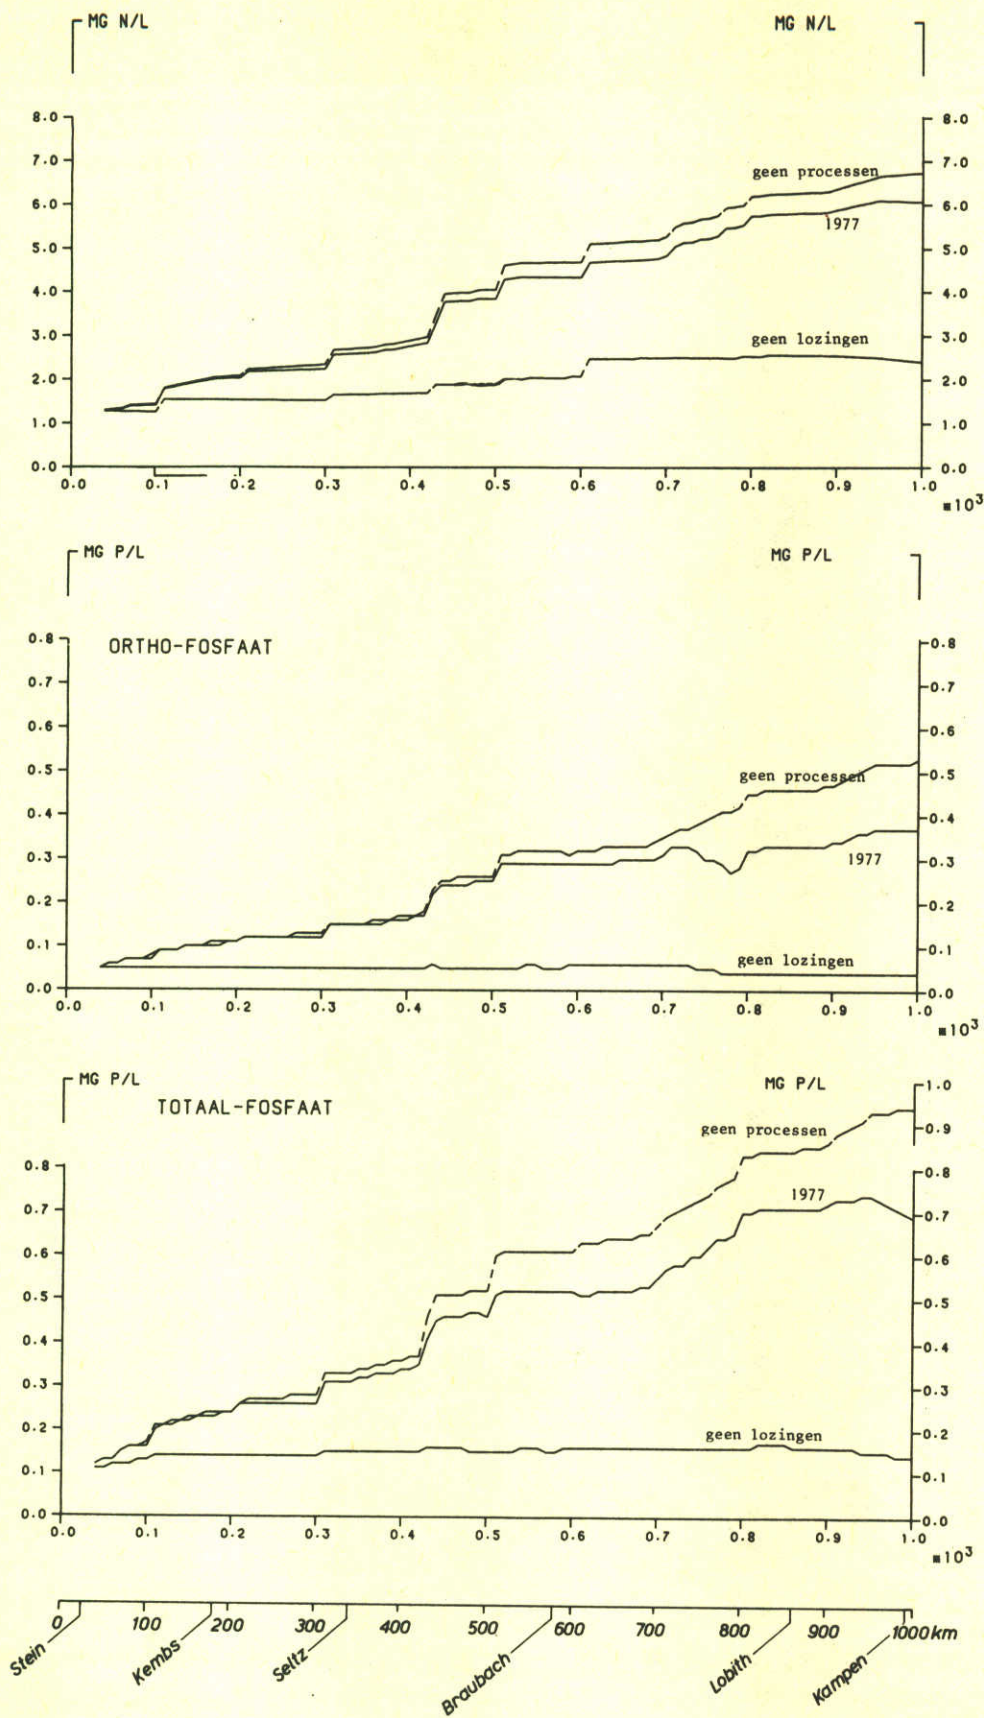 MG N/L
MG N/L
8.0
7.0
6.0
5.0
4.0
3.0
2.0
1.0
0.0
8.0
7.0
6.0
5.0
4.0
3.0
2.0
1.0
0.0
geen processen
1977
geen lozingen
0.0 0.1 0.2 0.3 0.4 0.5 0.6 0.7 0.8 0.9 1.0
▪10³
MG P/L
MG P/L
ORTHO-FOSFAAT
0.8
0.7
0.6
0.5
0.4
0.3
0.2
0.1
0.0
0.8
0.7
0.6
0.5
0.4
0.3
0.2
0.1
0.0
geen processen
1977
geen lozingen
0.0 0.1 0.2 0.3 0.4 0.5 0.6 0.7 0.8 0.9 1.0
▪10³
MG P/L
MG P/L
TOTAAL-FOSFAAT
0.8
0.7
0.6
0.5
0.4
0.3
0.2
0.1
0.0
1.0
0.9
0.8
0.7
0.6
0.5
0.4
0.3
0.2
0.1
0.0
geen processen
1977
geen lozingen
0.0 0.1 0.2 0.3 0.4 0.5 0.6 0.7 0.8 0.9 1.0
▪10³
0 100 200 300 400 500 600 700 800 900 1000 km
Stein
Kembs
Seltz
Braubach
Lobith
Kampen